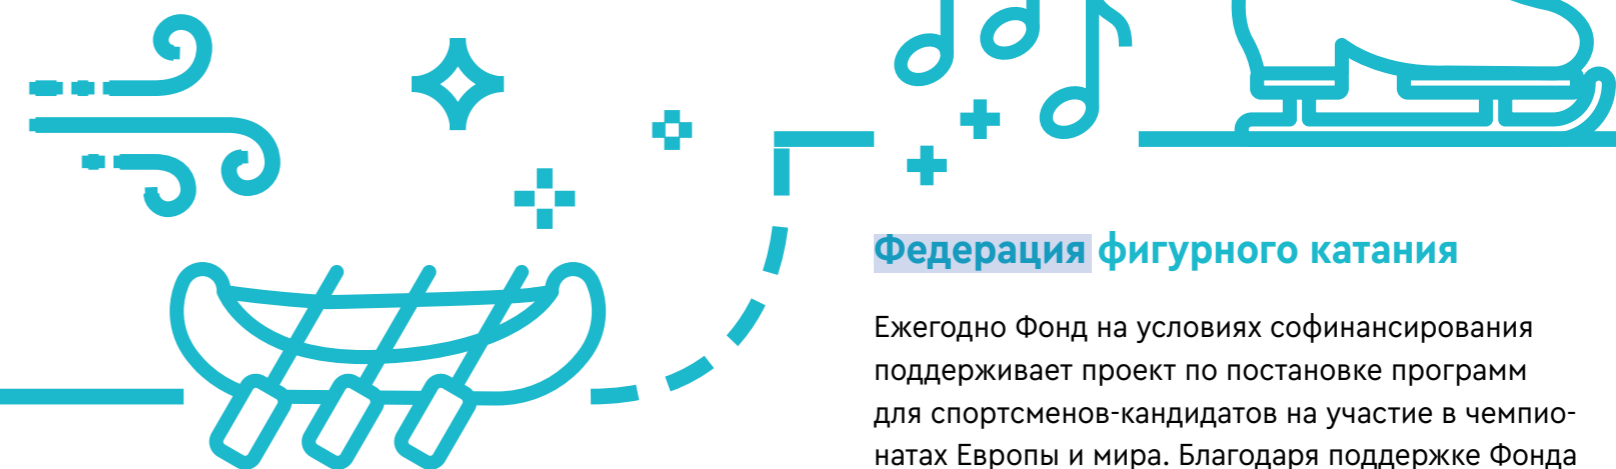 Федерация фигурного катания
Ежегодно Фонд на условиях софинансирования
поддерживает проект по постановке программ
для спортсменов-кандидатов на участие в чемпио-
натах Европы и мира. Благодаря поддержке Фонда